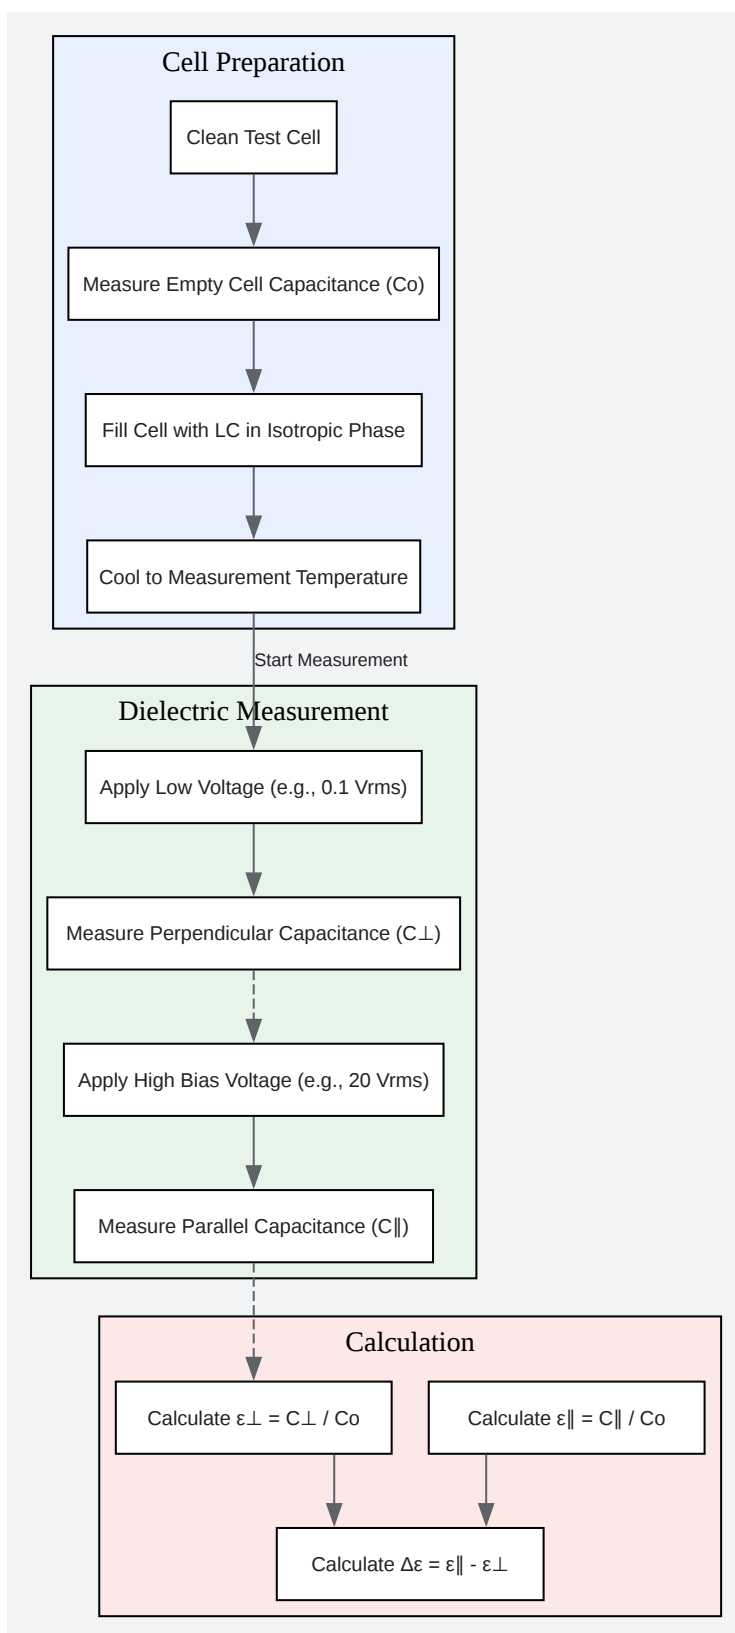 Cell Preparation
Clean Test Cell
Measure Empty Cell Capacitance (Co)
Fill Cell with LC in Isotropic Phase
Cool to Measurement Temperature
Start Measurement
Dielectric Measurement
Apply Low Voltage (e.g., 0.1 Vrms)
Measure Perpendicular Capacitance (C⊥)
Apply High Bias Voltage (e.g., 20 Vrms)
Measure Parallel Capacitance (C∥)
Calculation
Calculate ε⊥ = C⊥ / Co
Calculate ε∥ = C∥ / Co
Calculate Δε = ε∥ - ε⊥